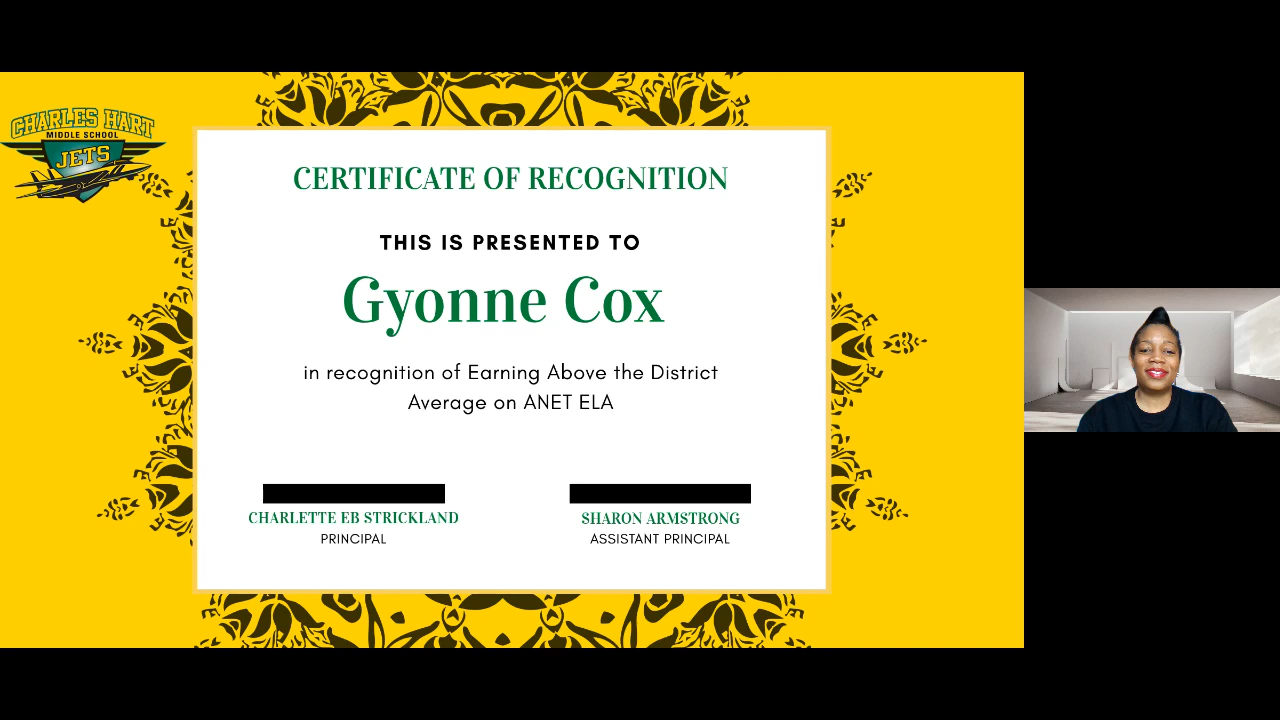 CHARLES HART
MIDDLE SCHOOL
JETS
CERTIFICATE OF RECOGNITION
THIS IS PRESENTED TO
Gyonne Cox
in recognition of Earning Above the District
Average on ANET ELA
CHARLETTE EB STRICKLAND
SHARON ARMSTRONG
PRINCIPAL
ASSISTANT PRINCIPAL